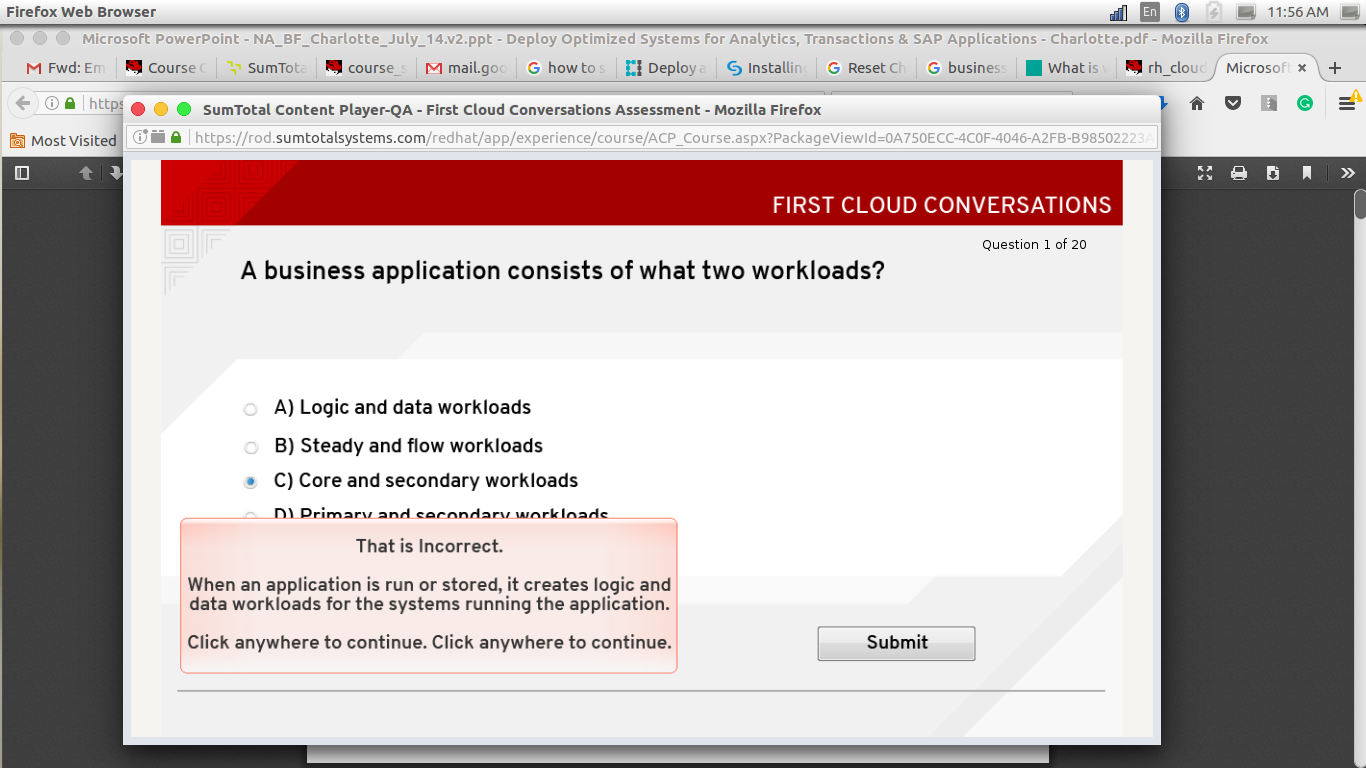 Firefox Web Browser
En
11:56 AM
Microsoft PowerPoint - NA_BF_Charlotte_July_14.v2.ppt - Deploy Optimized Systems for Analytics, Transactions & SAP Applications - Charlotte.pdf - Mozilla Firefox
Fwd: Em
Course C
SumTota
course_s
mail.goo
how to s
Deploy a
Installin
Reset Ch
business
What is
rh_cloud
Microsoft
https
Most Visited
SumTotal Content Player-QA - First Cloud Conversations Assessment - Mozilla Firefox
https://rod.sumtotalsystems.com/redhat/app/experience/course/ACP_Course.aspx?PackageViewId=0A750ECC-4C0F-4046-A2FB-B98502223A
FIRST CLOUD CONVERSATIONS
Question 1 of 20
A business application consists of what two workloads?
A) Logic and data workloads
B) Steady and flow workloads
C) Core and secondary workloads
D) Primary and secondary workloads
That is Incorrect.
When an application is run or stored, it creates logic and
data workloads for the systems running the application.
Click anywhere to continue. Click anywhere to continue.
Submit